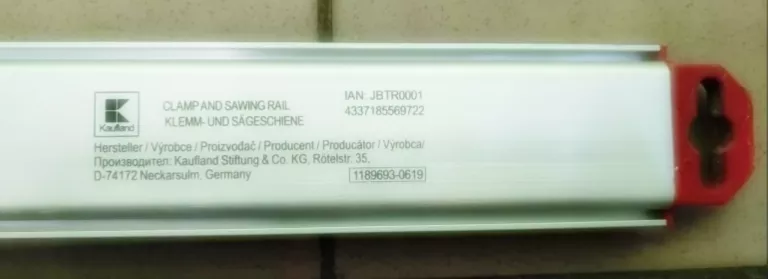 Kaufland
CLAMP AND SAWING RAIL
KLEMM- UND SÄGESCHIENE
IAN: JBTR0001
4337185569722
Hersteller / Výrobce / Proizvođač / Producent / Producător / Výrobca/
Производител: Kaufland Stiftung & Co. KG, Rötelstr. 35,
D-74172 Neckarsulm, Germany
1189693-0619